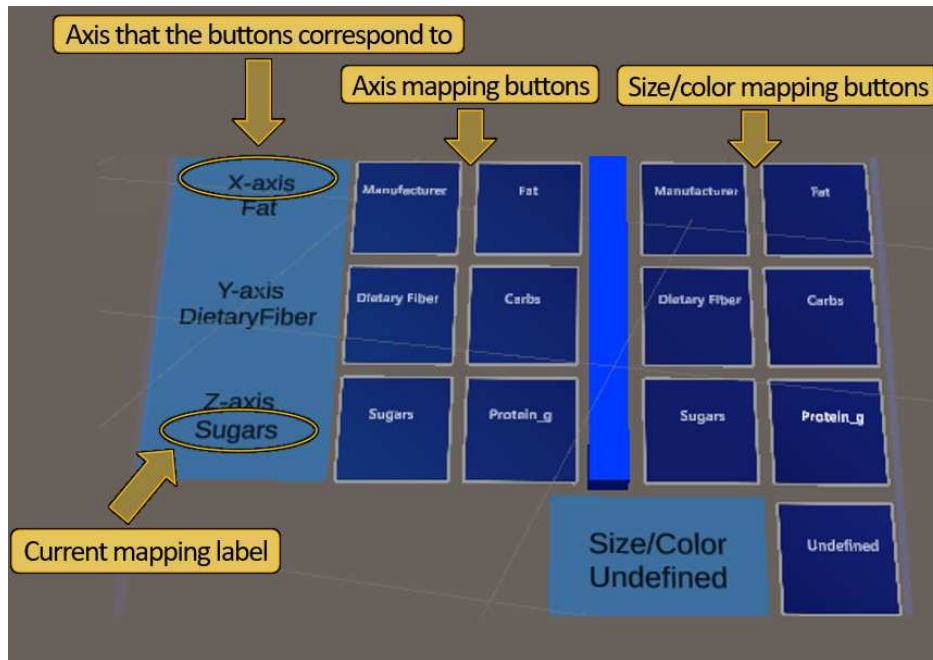 Axis that the buttons correspond to
Axis mapping buttons
Size/color mapping buttons
X-axis
Fat
Manufacturer
Fat
Manufacturer
Fat
Y-axis
DietaryFiber
Dietary Fiber
Carbs
Dietary Fiber
Carbs
Z-axis
Sugars
Sugars
Protein_g
Sugars
Protein_g
Current mapping label
Size/Color
Undefined
Undefined